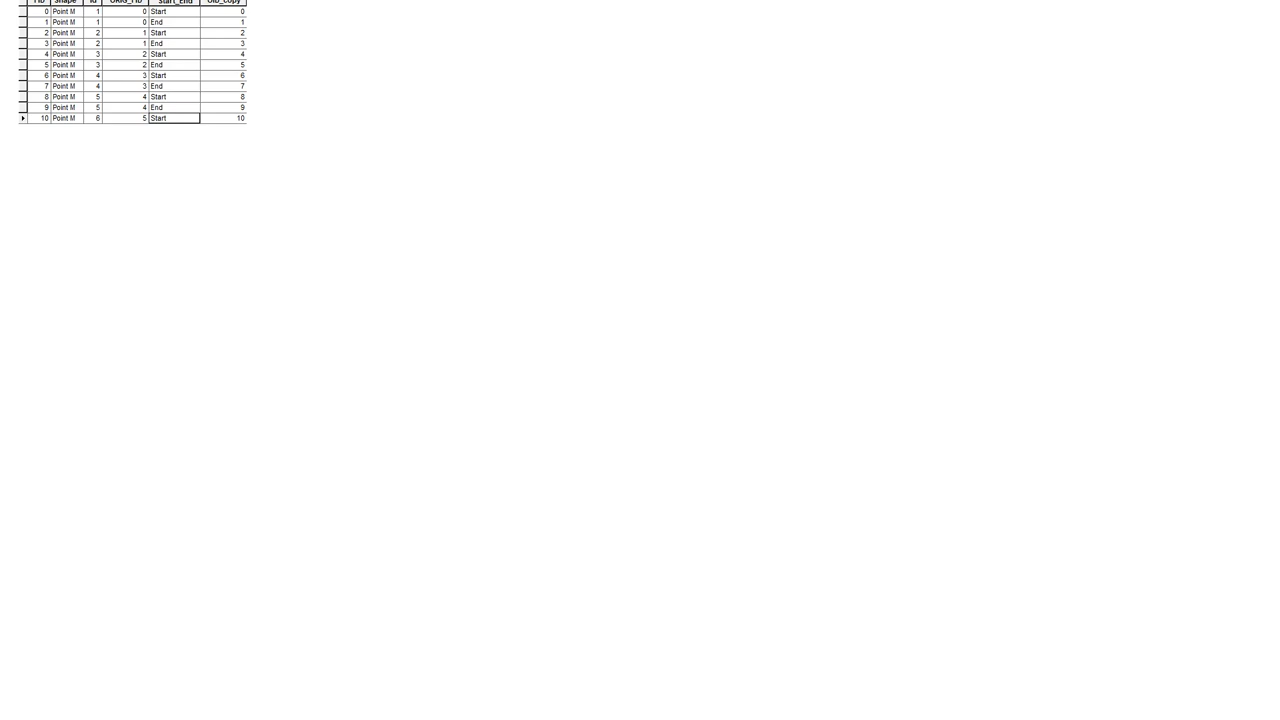 FID Shape Id ORIG_FID Start_End OID_copy
0 Point M 1 0 Start 0
1 Point M 1 0 End 1
2 Point M 2 1 Start 2
3 Point M 2 1 End 3
4 Point M 3 2 Start 4
5 Point M 3 2 End 5
6 Point M 4 3 Start 6
7 Point M 4 3 End 7
8 Point M 5 4 Start 8
9 Point M 5 4 End 9
10 Point M 6 5 Start 10